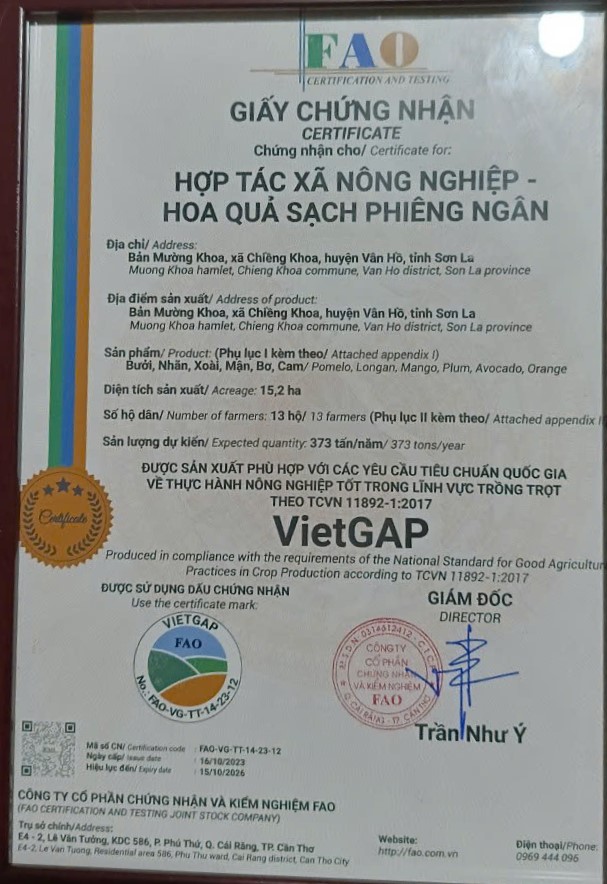 FAO
CERTIFICATION AND TESTING
GIẤY CHỨNG NHẬN
CERTIFICATE
Chứng nhận cho/ Certificate for:
HỢP TÁC XÃ NÔNG NGHIỆP -
HOA QUẢ SẠCH PHIÊNG NGÂN
Địa chỉ/ Address:
Bản Mường Khoa, xã Chiềng Khoa, huyện Vân Hồ, tỉnh Sơn La
Muong Khoa hamlet, Chieng Khoa commune, Van Ho district, Son La province
Địa điểm sản xuất/ Address of product:
Bản Mường Khoa, xã Chiềng Khoa, huyện Vân Hồ, tỉnh Sơn La
Muong Khoa hamlet, Chieng Khoa commune, Van Ho district, Son La province
Sản phẩm/ Product: (Phụ lục I kèm theo/ Attached appendix I)
Bưởi, Nhãn, Xoài, Mận, Bơ, Cam/ Pomelo, Longan, Mango, Plum, Avocado, Orange
Diện tích sản xuất/ Acreage: 15,2 ha
Số hộ dân/ Number of farmers: 13 hộ/ 13 farmers (Phụ lục II kèm theo/ Attached appendix I
Sản lượng dự kiến/ Expected quantity: 373 tấn/năm/ 373 tons/year
ĐƯỢC SẢN XUẤT PHÙ HỢP VỚI CÁC YÊU CẦU TIÊU CHUẨN QUỐC GIA
VỀ THỰC HÀNH NÔNG NGHIỆP TỐT TRONG LĨNH VỰC TRỒNG TRỌT
THEO TCVN 11892-1:2017
Certificate
VietGAP
Produced in compliance with the requirements of the National Standard for Good Agricultur
Practices in Crop Production according to TCVN 11892-1:2017
ĐƯỢC SỬ DỤNG DẤU CHỨNG NHẬN
Use the certificate mark:
GIÁM ĐỐC
DIRECTOR
VIETGAP
FAO
No.: FAO-VG-TT-14-23-12
CÔNG TY
CỔ PHẦN
CHỨNG NHẬN
VÀ KIỂM NGHIỆM
FAO
Trần Như Ý
Mã số CN/ Certification code : FAO-VG-TT-14-23-12
Ngày cấp/ Issue date : 16/10/2023
Hiệu lực đến/ Expiry date : 15/10/2026
CÔNG TY CỔ PHẦN CHỨNG NHẬN VÀ KIỂM NGHIỆM FAO
(FAO CERTIFICATION AND TESTING JOINT STOCK COMPANY)
Trụ sở chính/Address:
E4 - 2, Lê Văn Tưởng, KDC 586, P. Phú Thứ, Q. Cái Răng, TP. Cần Thơ
E4-2, Le Van Tuong, Residential area 586, Phu Thu ward, Cai Rang district, Can Tho City
Website:
http://fao.com.vn
Điện thoại/Phone:
0969 444 096